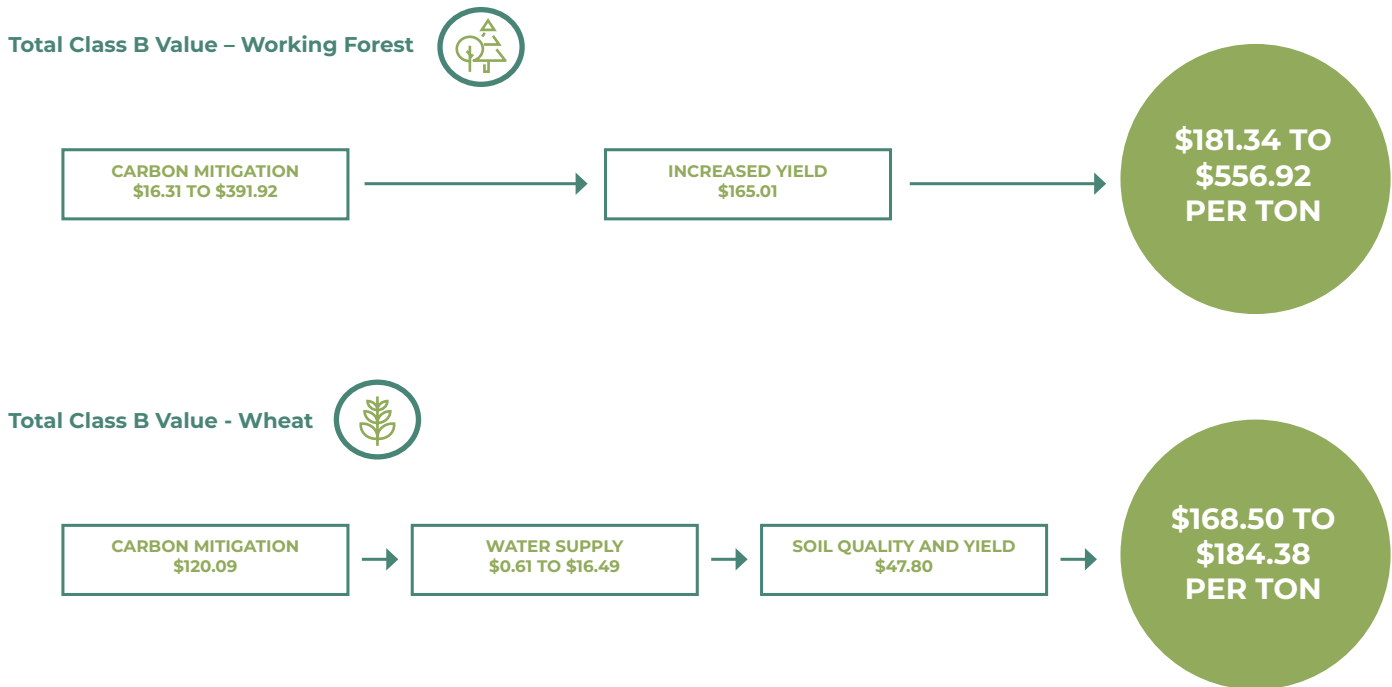 Total Class B Value – Working Forest
CARBON MITIGATION
$16.31 TO $391.92
INCREASED YIELD
$165.01
$181.34 TO
$556.92
PER TON
Total Class B Value - Wheat
CARBON MITIGATION
$120.09
WATER SUPPLY
$0.61 TO $16.49
SOIL QUALITY AND YIELD
$47.80
$168.50 TO
$184.38
PER TON